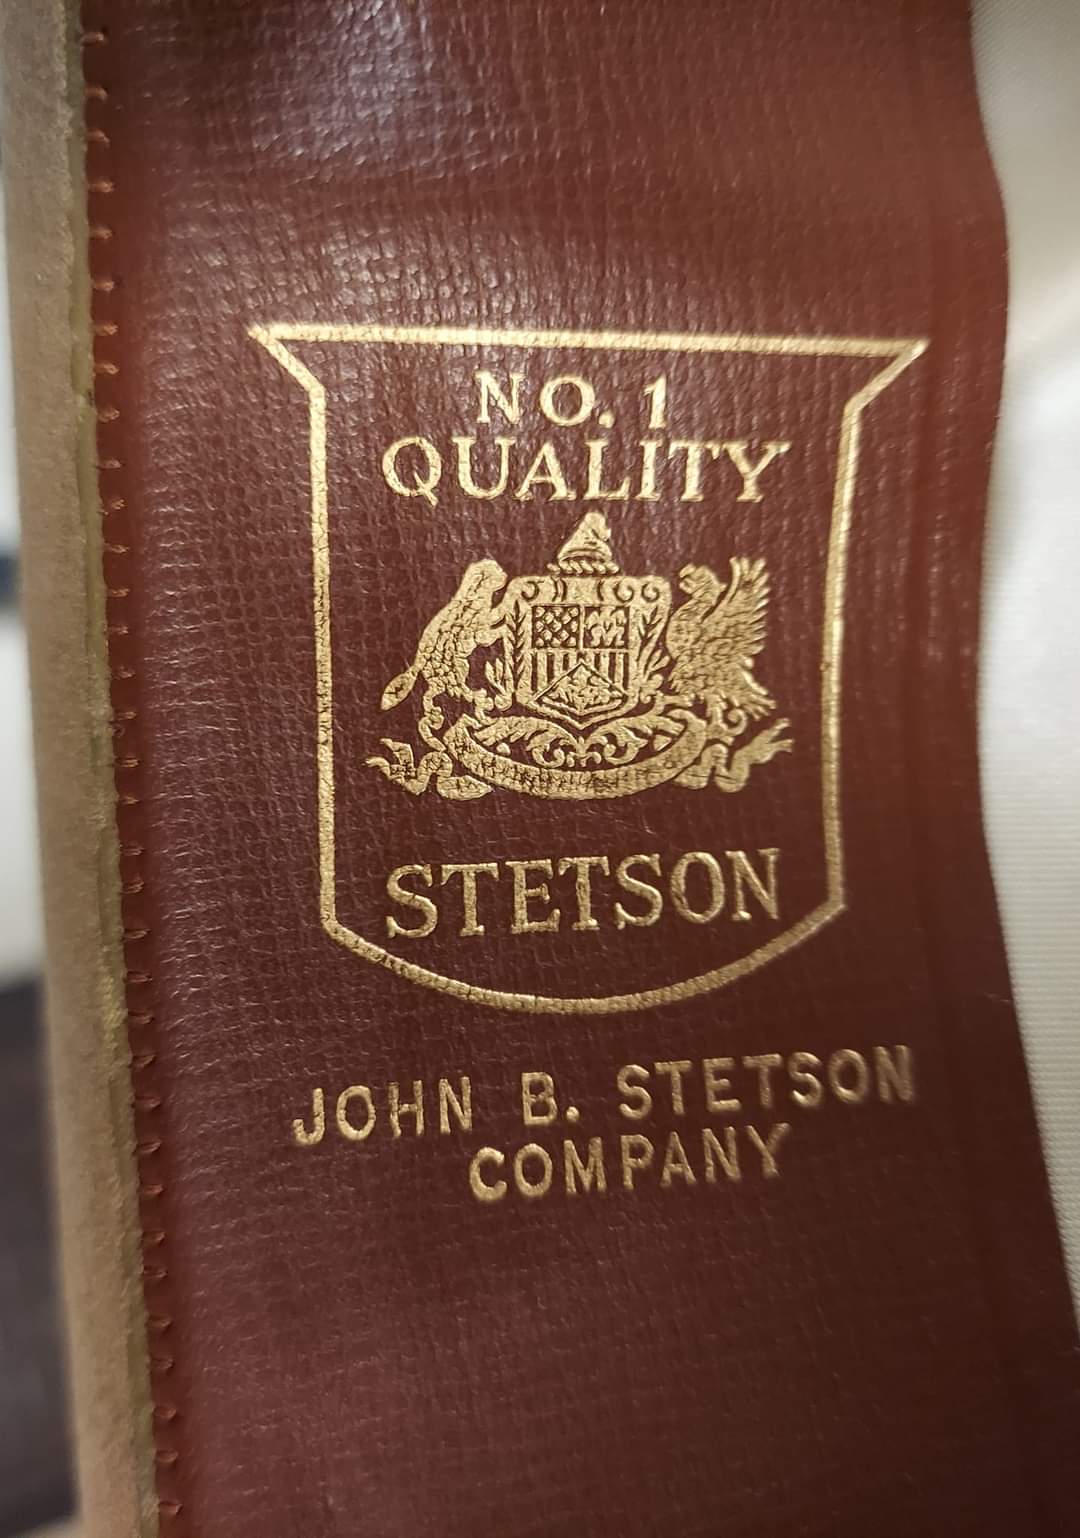 NO. 1
QUALITY
STETSON
JOHN B. STETSON
COMPANY